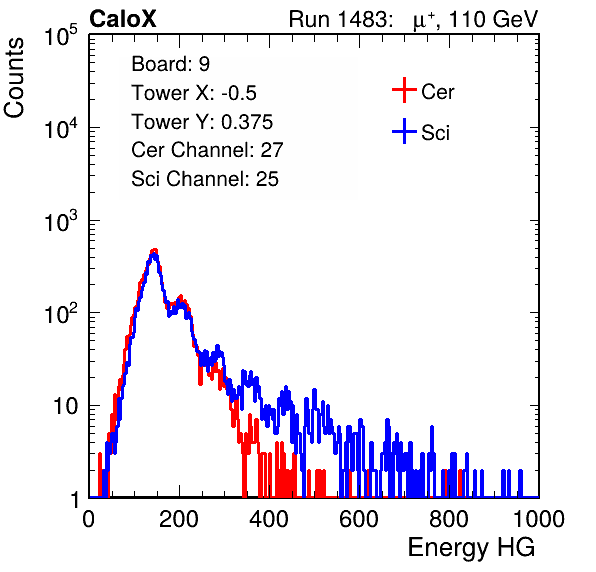 CaloX Run 1483: μ⁺, 110 GeV
Board: 9
Tower X: -0.5
Tower Y: 0.375
Cer Channel: 27
Sci Channel: 25
Cer
Sci
Counts
10⁵
10⁴
10³
10²
10
1
0 200 400 600 800 1000
Energy HG